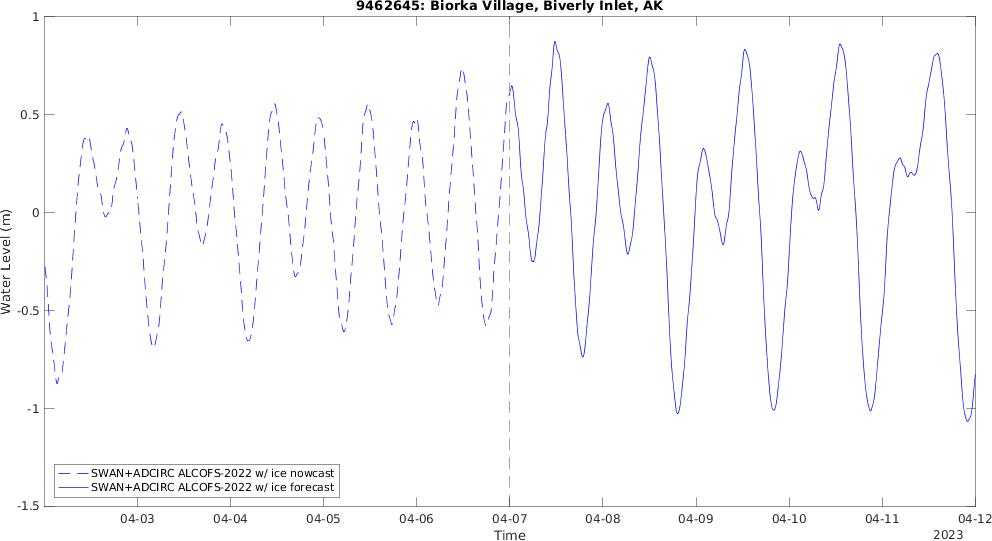 9462645: Biorka Village, Biverly Inlet, AK
Water Level (m)
1
0.5
0
-0.5
-1
-1.5
SWAN+ADCIRC ALCOFS-2022 w/ ice nowcast
SWAN+ADCIRC ALCOFS-2022 w/ ice forecast
04-03 04-04 04-05 04-06 04-07 04-08 04-09 04-10 04-11 04-12
Time
2023